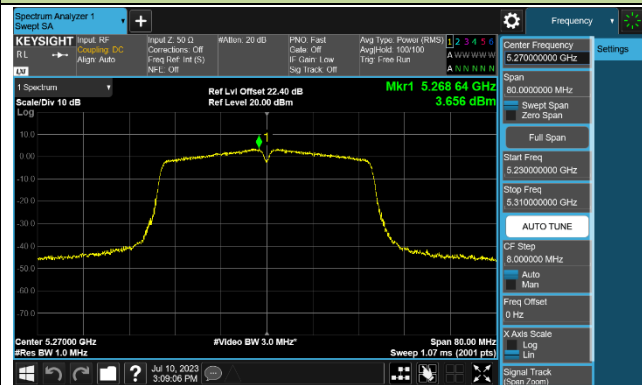 Spectrum Analyzer 1
Swept SA
Frequency
KEYSIGHT
Input: RF
Input Z: 50 Ω
#Atten: 20 dB
PNO: Fast
Avg Type: Power (RMS)
1 2 3 4 5 6
RL
Coupling: DC
Corrections: Off
Gate: Off
Avg|Hold: 100/100
A W W W W W
Align: Auto
Freq Ref: Int (S)
IF Gain: Low
Trig: Free Run
LXI
NFE: Off
Sig Track: Off
A N N N N N
1 Spectrum
Ref Lvl Offset 22.40 dB
Mkr1 5.268 64 GHz
Scale/Div 10 dB
Ref Level 20.00 dBm
3.656 dBm
Log
10.0
0.00
-10.0
-20.0
-30.0
-40.0
-50.0
-60.0
-70.0
1
Center 5.27000 GHz
#Video BW 3.0 MHz*
Span 80.00 MHz
#Res BW 1.0 MHz
Sweep 1.07 ms (2001 pts)
Jul 10, 2023
3:09:06 PM
?
Center Frequency
5.270000000 GHz
Settings
Span
80.0000000 MHz
Swept Span
Zero Span
Full Span
Start Freq
5.230000000 GHz
Stop Freq
5.310000000 GHz
AUTO TUNE
CF Step
8.000000 MHz
Auto
Man
Freq Offset
0 Hz
X Axis Scale
Log
Lin
Signal Track
(Span Zoom)